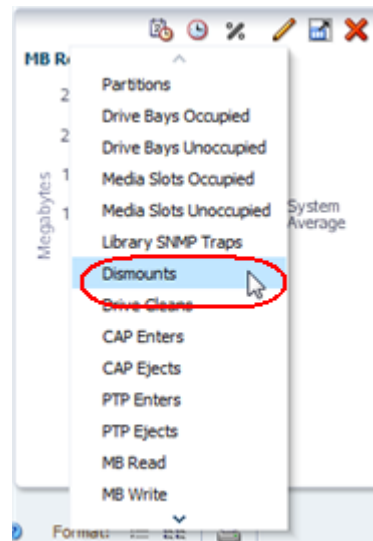 MB R
Partitions
2
Drive Bays Occupied
2
Drive Bays Unoccupied
1
Media Slots Occupied
1
Media Slots Unoccupied
System
Average
Megabytes
Library SNMP Traps
Dismounts
Drive Cleans
CAP Enters
CAP Ejects
PTP Enters
PTP Ejects
MB Read
MB Write
Format: